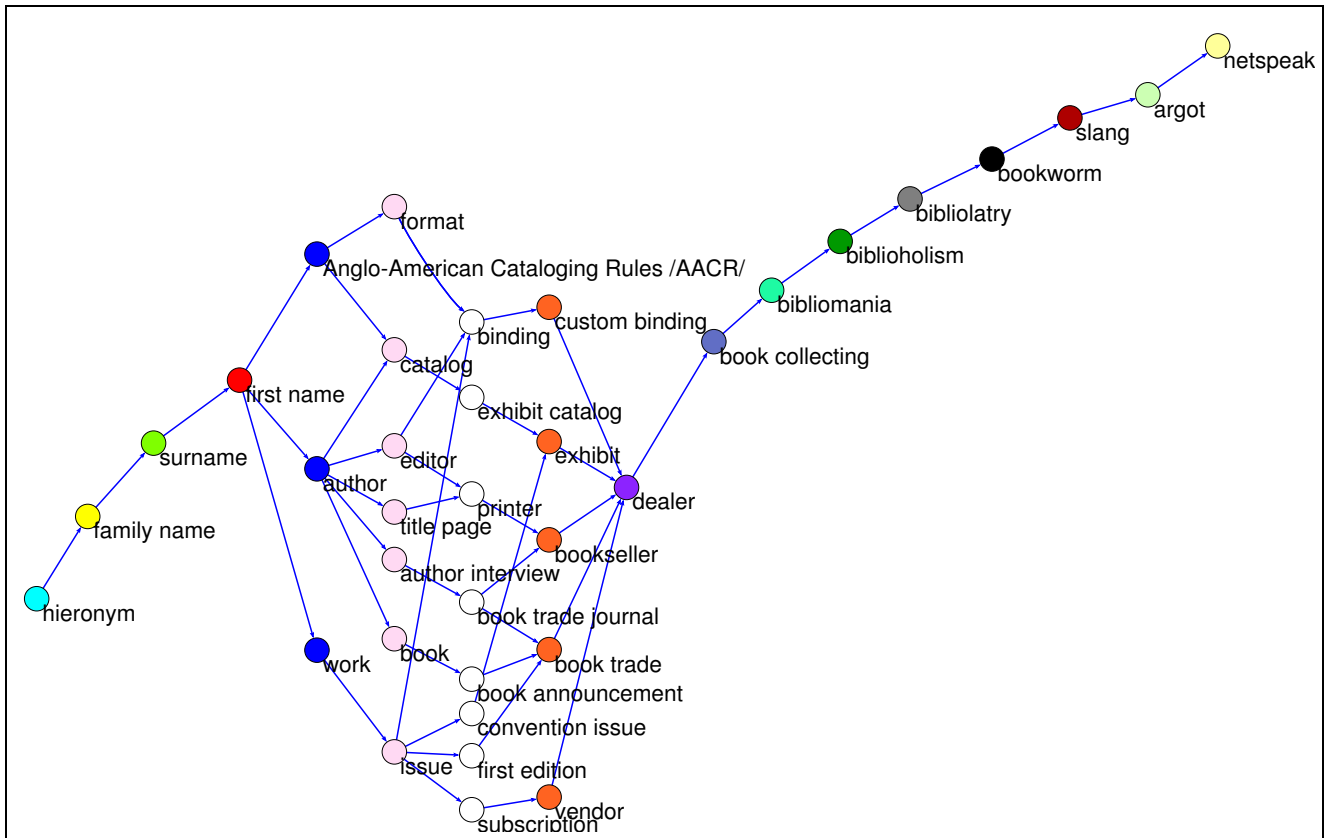 netspeak
argot
slang
bookworm
bibliolatry
format
biblioholism
Anglo-American Cataloging Rules /AACR/
bibliomania
custom binding
binding
book collecting
catalog
first name
exhibit catalog
surname
editor
exhibit
author
dealer
printer
title page
family name
bookseller
author interview
hieronym
book trade journal
book
work
book trade
book announcement
convention issue
issue
first edition
vendor
subscription